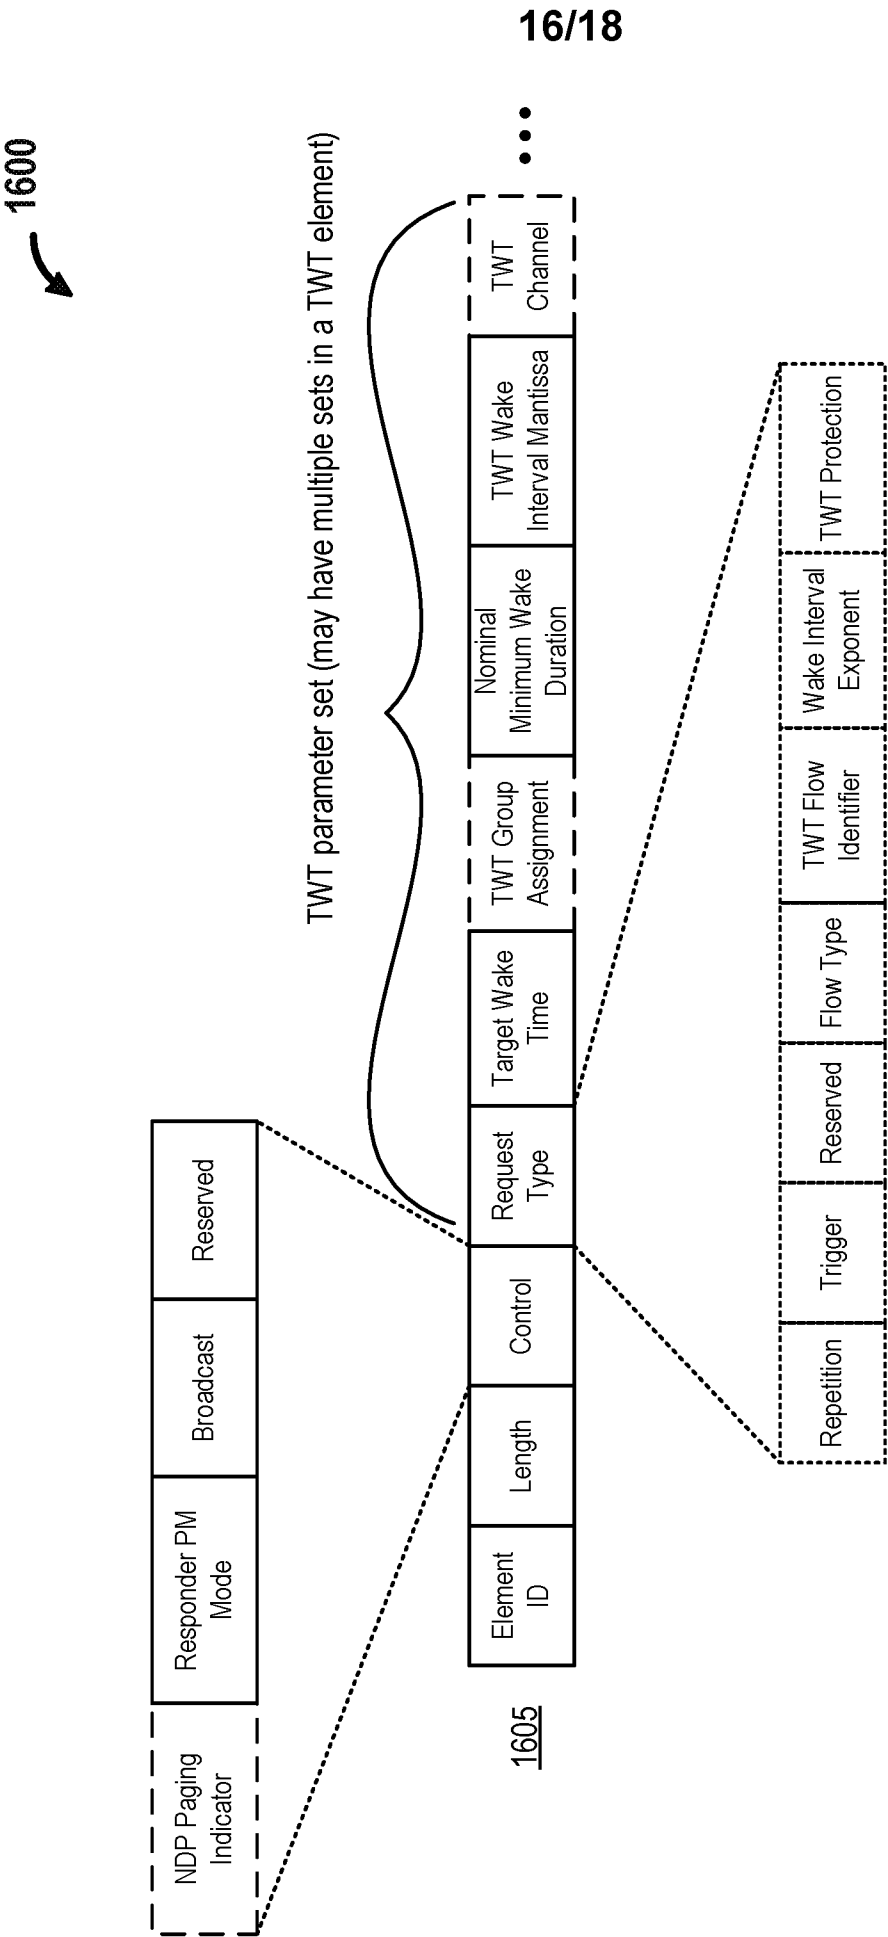 16/18
1600
NDP Paging
Indicator
Responder PM
Mode
Broadcast
Reserved
TWT parameter set (may have multiple sets in a TWT element)
1605
Element
ID
Length
Control
Request
Type
Target Wake
Time
TWT Group
Assignment
Nominal
Minimum Wake
Duration
TWT Wake
Interval Mantissa
TWT
Channel
Repetition
Trigger
Reserved
Flow Type
TWT Flow
Identifier
Wake Interval
Exponent
TWT Protection